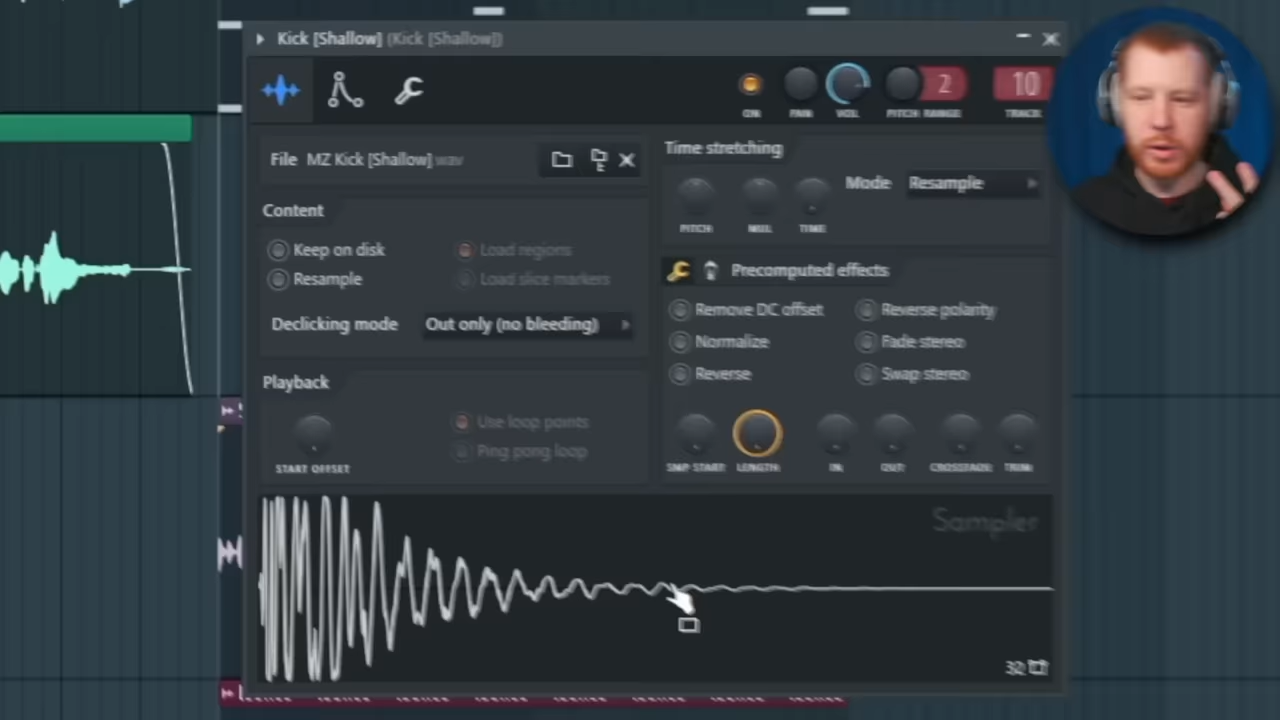 Kick [Shallow] (Kick [Shallow])
ON PAN VOL PITCH RANGE 2 10 TRACK
File MZ Kick [Shallow].wav
Time stretching
Mode Resample
PITCH MUL TIME
Content
Keep on disk
Load regions
Resample
Load slice markers
Declicking mode Out only (no bleeding)
Precomputed effects
Remove DC offset
Reverse polarity
Normalize
Fade stereo
Reverse
Swap stereo
Playback
Use loop points
Ping pong loop
START OFFSET
SMP START LENGTH IN OUT CROSSFADE TRIM
Sampler
32